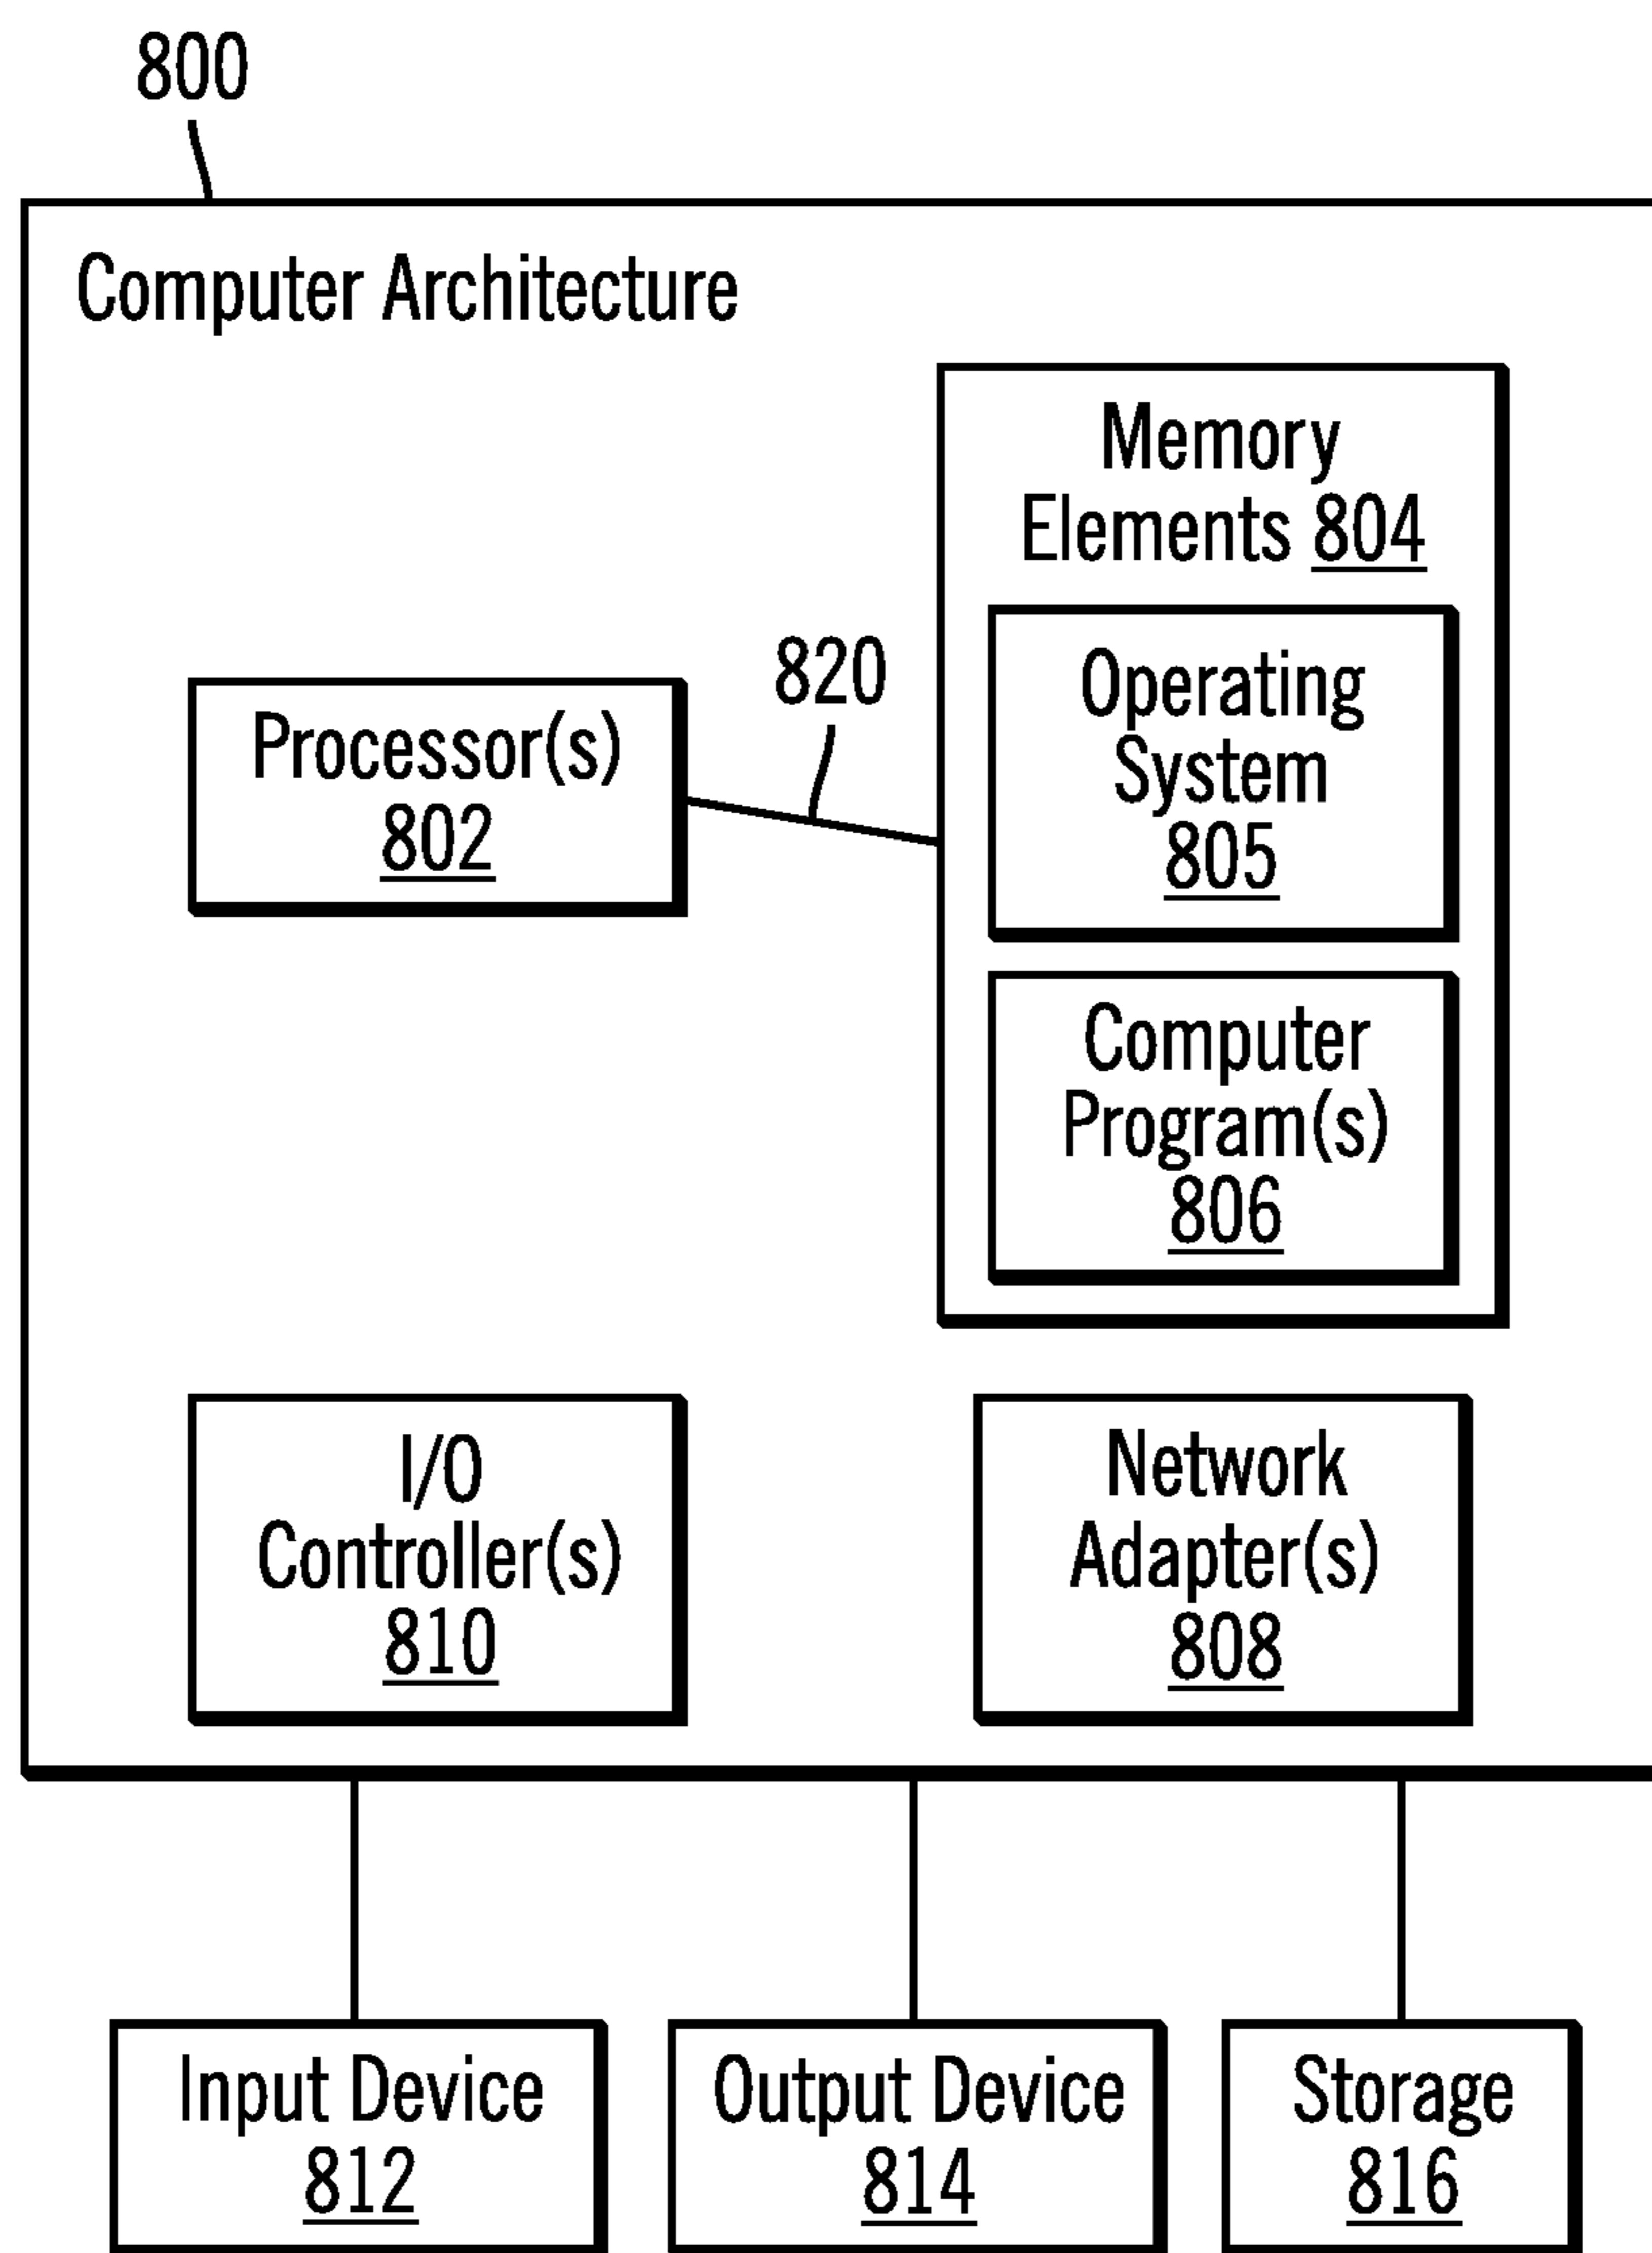 800
Computer Architecture
Memory
Elements 804
Operating
System
805
820
Processor(s)
802
Computer
Program(s)
806
I/O
Controller(s)
810
Network
Adapter(s)
808
Input Device
812
Output Device
814
Storage
816